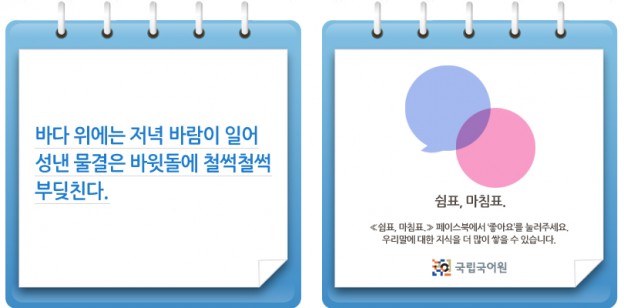 바다 위에는 저녁 바람이 일어
성낸 물결은 바윗돌에 철썩철썩
부딪친다.
쉼표, 마침표.
≪쉼표, 마침표.≫ 페이스북에서 '좋아요'를 눌러주세요.
우리말에 대한 지식을 더 많이 쌓을 수 있습니다.
국립국어원